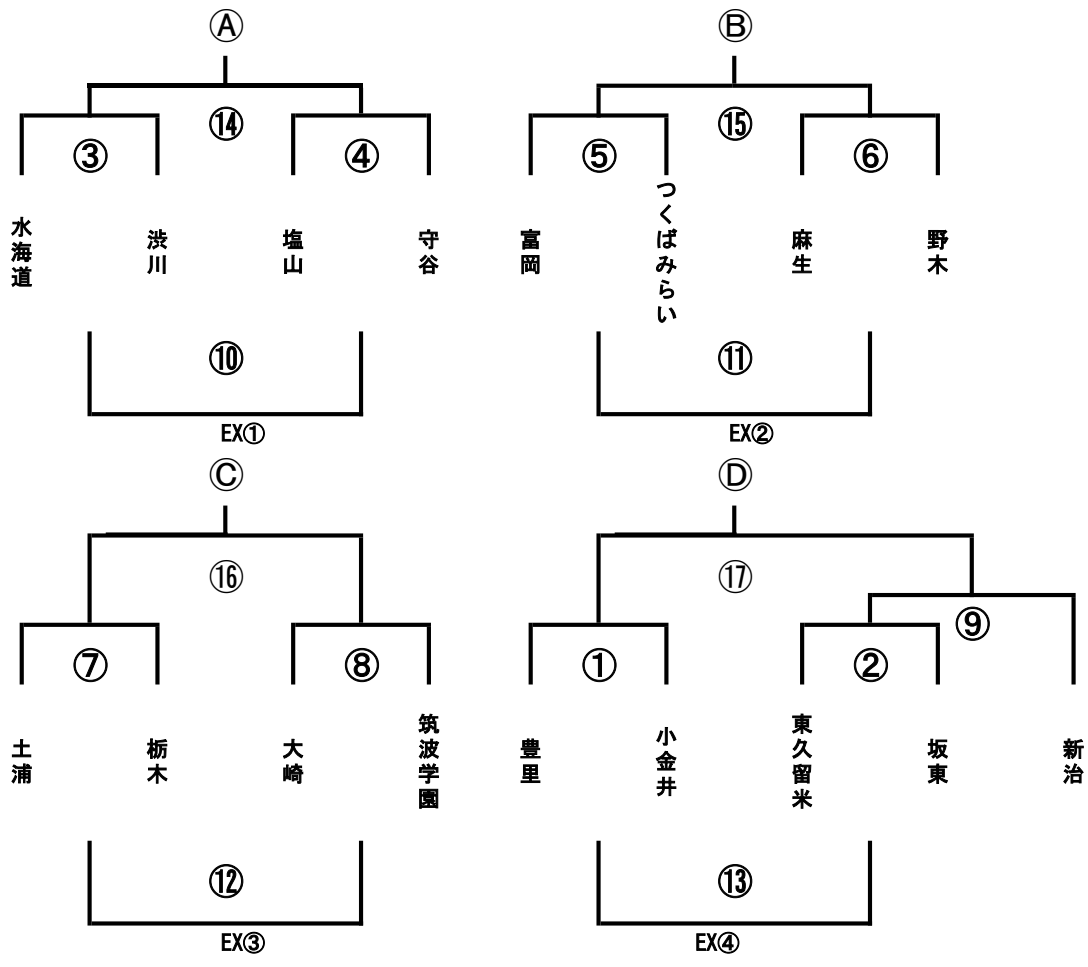 Ⓐ
⑭
③
④
水海道
渋川
塩山
守谷
⑩
EX①
Ⓑ
⑮
⑤
⑥
富岡
つくばみらい
麻生
野木
⑪
EX②
Ⓒ
⑯
⑦
⑧
土浦
栃木
大崎
筑波学園
⑫
EX③
Ⓓ
⑰
⑨
①
②
豊里
小金井
東久留米
坂東
新治
⑬
EX④